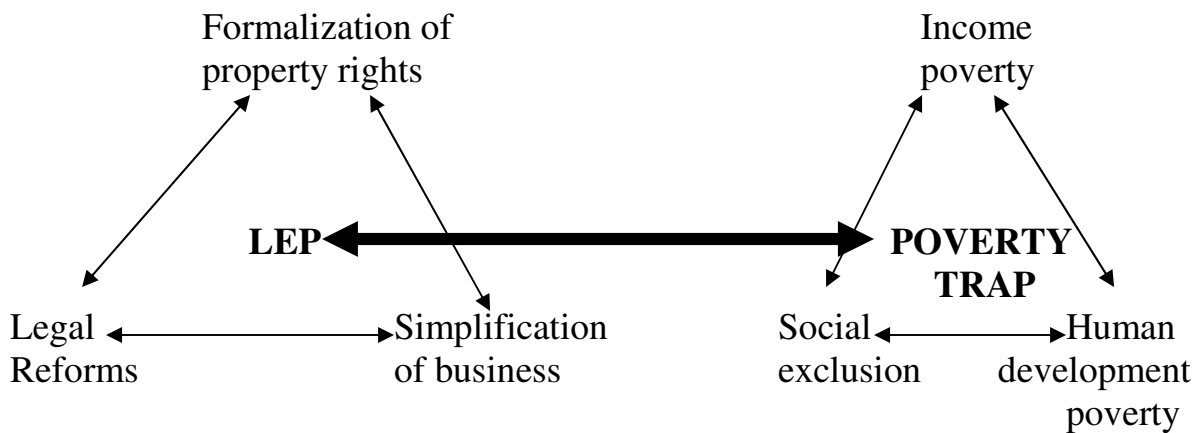 Formalization of
property rights
Income
poverty
LEP
POVERTY
TRAP
Legal
Reforms
Simplification
of business
Social
exclusion
Human
development
poverty